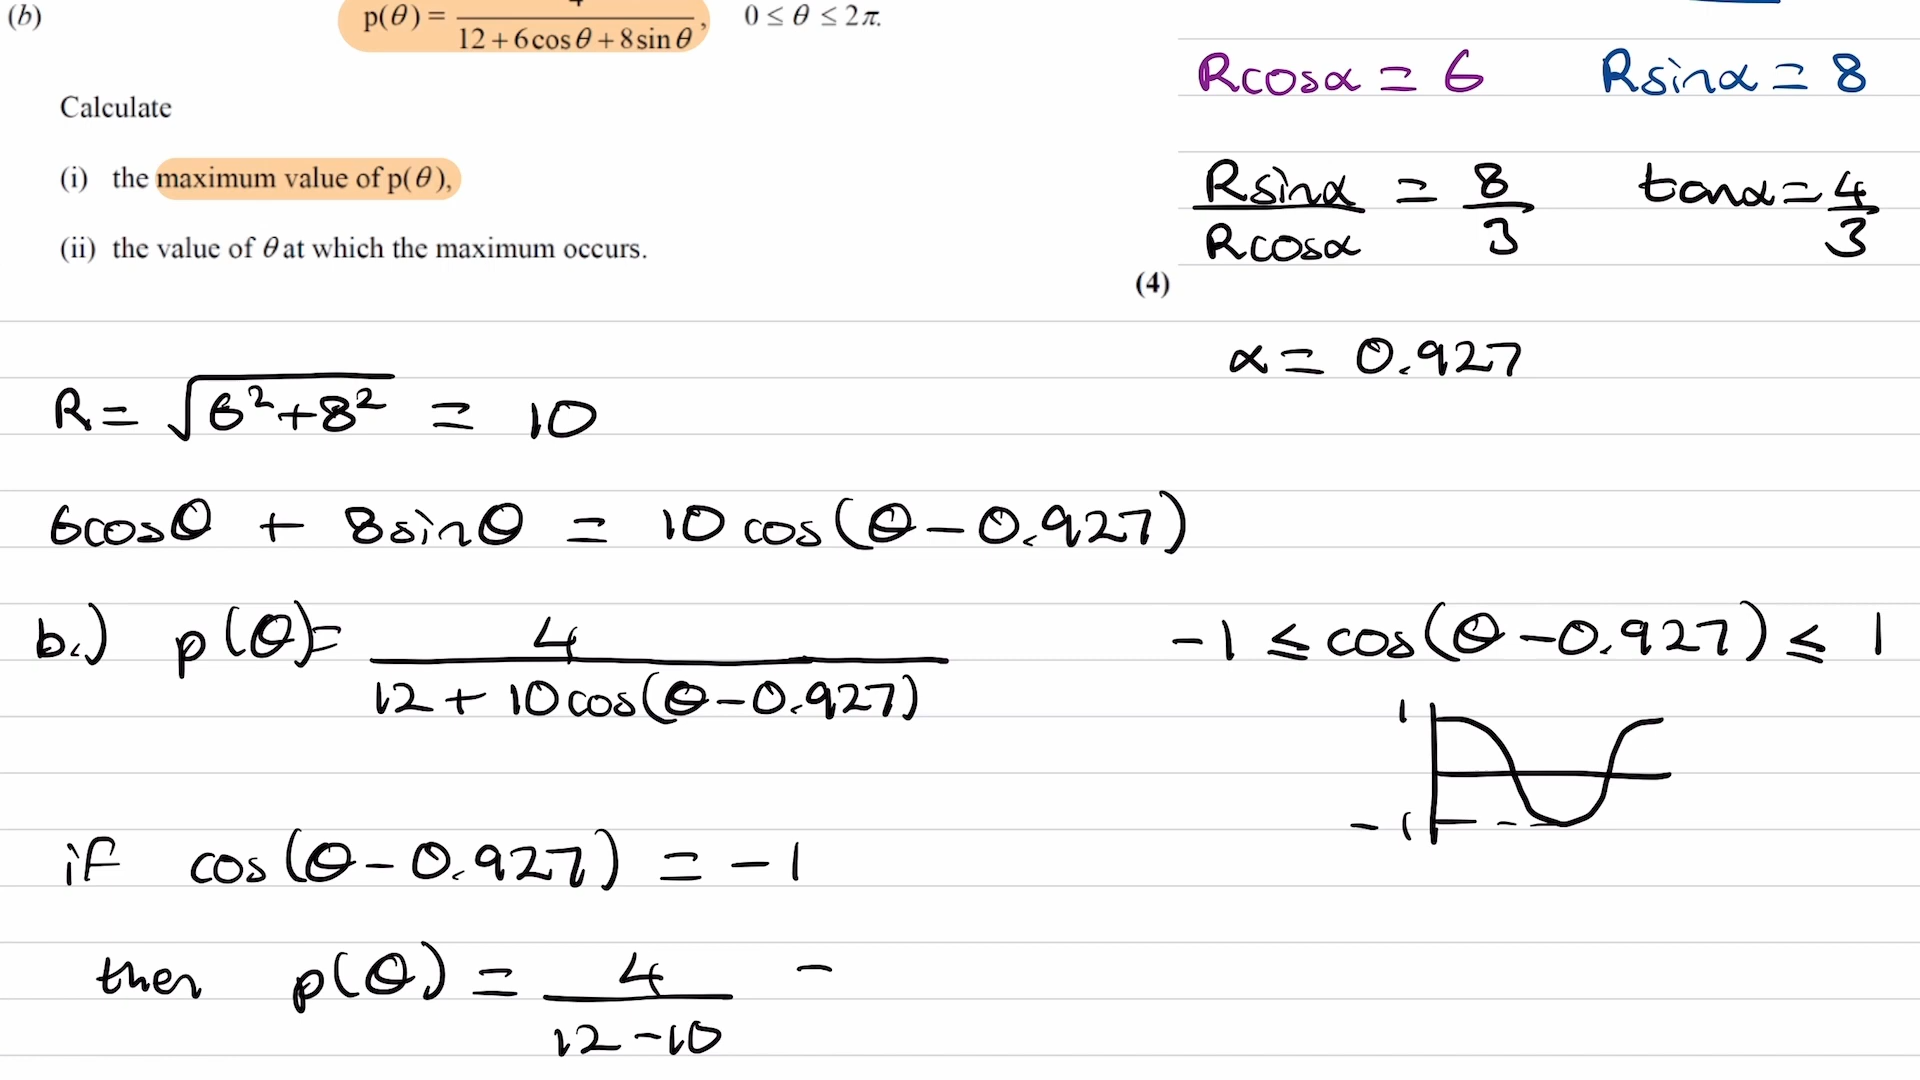 (b) p(θ) = 4/(12 + 6cosθ + 8sinθ), 0 ≤ θ ≤ 2π.
Calculate
(i) the maximum value of p(θ),
(ii) the value of θ at which the maximum occurs.
(4)
Rcosα = 6 Rsinα = 8
Rsinα/Rcosα = 8/3 tanα = 4/3
α = 0.927
R = √(6²+8²) = 10
6cosθ + 8sinθ = 10cos(θ-0.927)
b.) p(θ) = 4/(12 + 10cos(θ-0.927))
-1 ≤ cos(θ-0.927) ≤ 1
1
-1
if cos(θ-0.927) = -1
then p(θ) = 4/(12-10) -